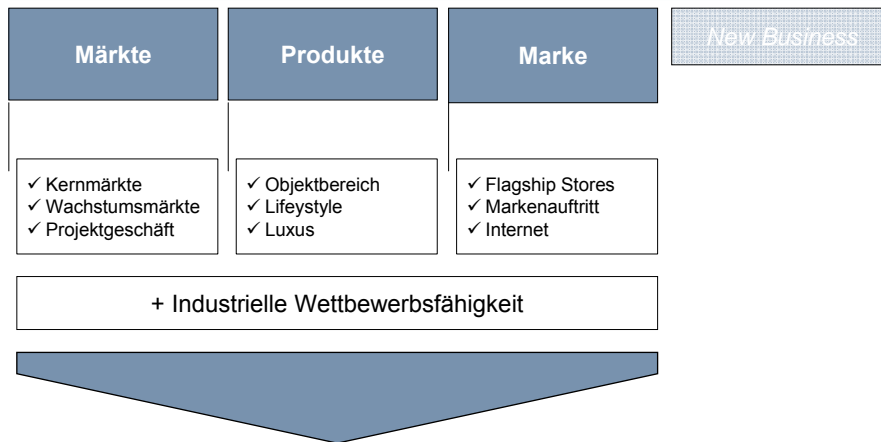 Märkte
Produkte
Marke
New Business
✓ Kernmärkte
✓ Wachstumsmärkte
✓ Projektgeschäft
✓ Objektbereich
✓ Lifeystyle
✓ Luxus
✓ Flagship Stores
✓ Markenauftritt
✓ Internet
+ Industrielle Wettbewerbsfähigkeit